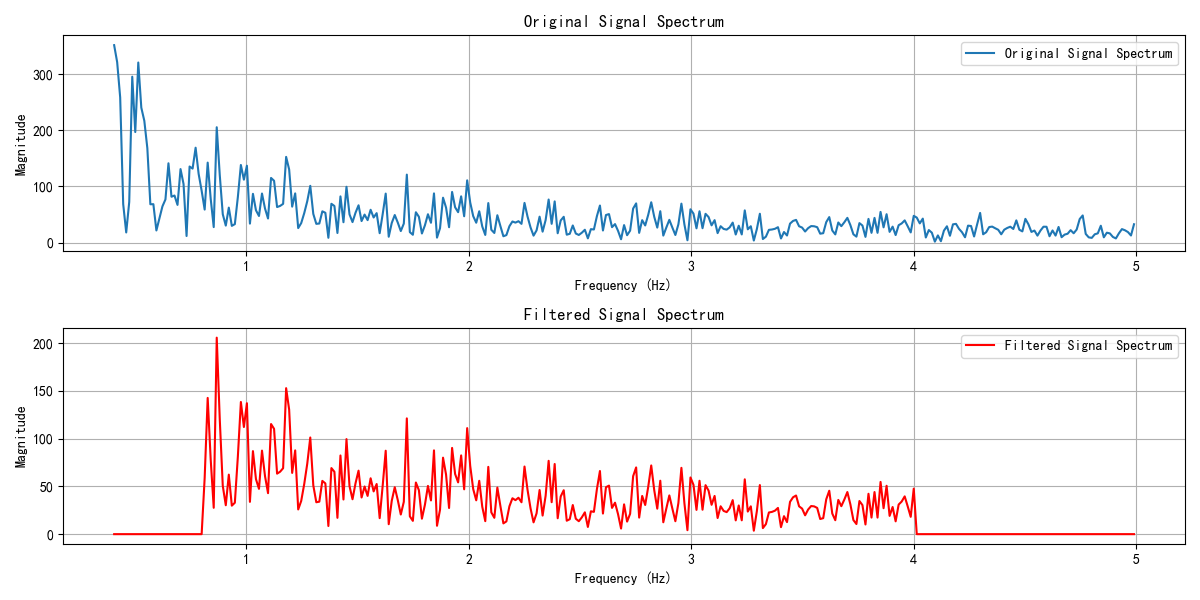 Original Signal Spectrum
Original Signal Spectrum
300
200
100
0
Magnitude
1 2 3 4 5
Frequency (Hz)
Filtered Signal Spectrum
Filtered Signal Spectrum
200
150
100
50
0
Magnitude
1 2 3 4 5
Frequency (Hz)